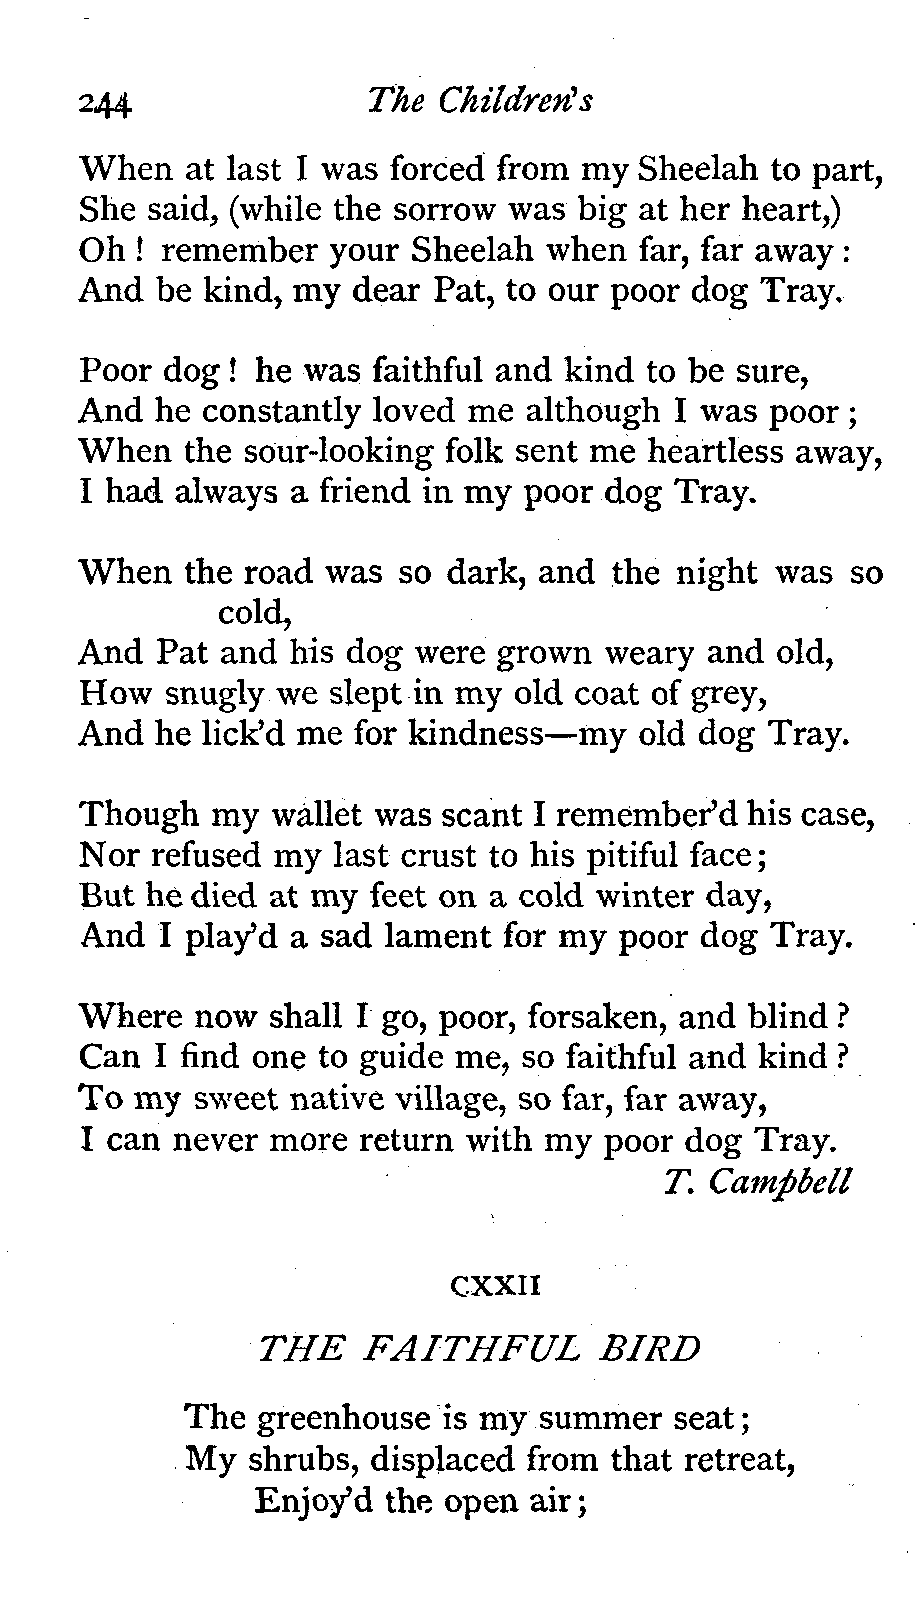 244 The Children's
When at last I was forced from my Sheelah to part,
She said, (while the sorrow was big at her heart,)
Oh! remember your Sheelah when far, far away:
And be kind, my dear Pat, to our poor dog Tray.
Poor dog! he was faithful and kind to be sure,
And he constantly loved me although I was poor;
When the sour-looking folk sent me heartless away,
I had always a friend in my poor dog Tray.
When the road was so dark, and the night was so
cold,
And Pat and his dog were grown weary and old,
How snugly we slept in my old coat of grey,
And he lick'd me for kindness—my old dog Tray.
Though my wallet was scant I remember'd his case,
Nor refused my last crust to his pitiful face;
But he died at my feet on a cold winter day,
And I play'd a sad lament for my poor dog Tray.
Where now shall I go, poor, forsaken, and blind?
Can I find one to guide me, so faithful and kind?
To my sweet native village, so far, far away,
I can never more return with my poor dog Tray.
T. Campbell
CXXII
THE FAITHFUL BIRD
The greenhouse is my summer seat;
My shrubs, displaced from that retreat,
Enjoy'd the open air;